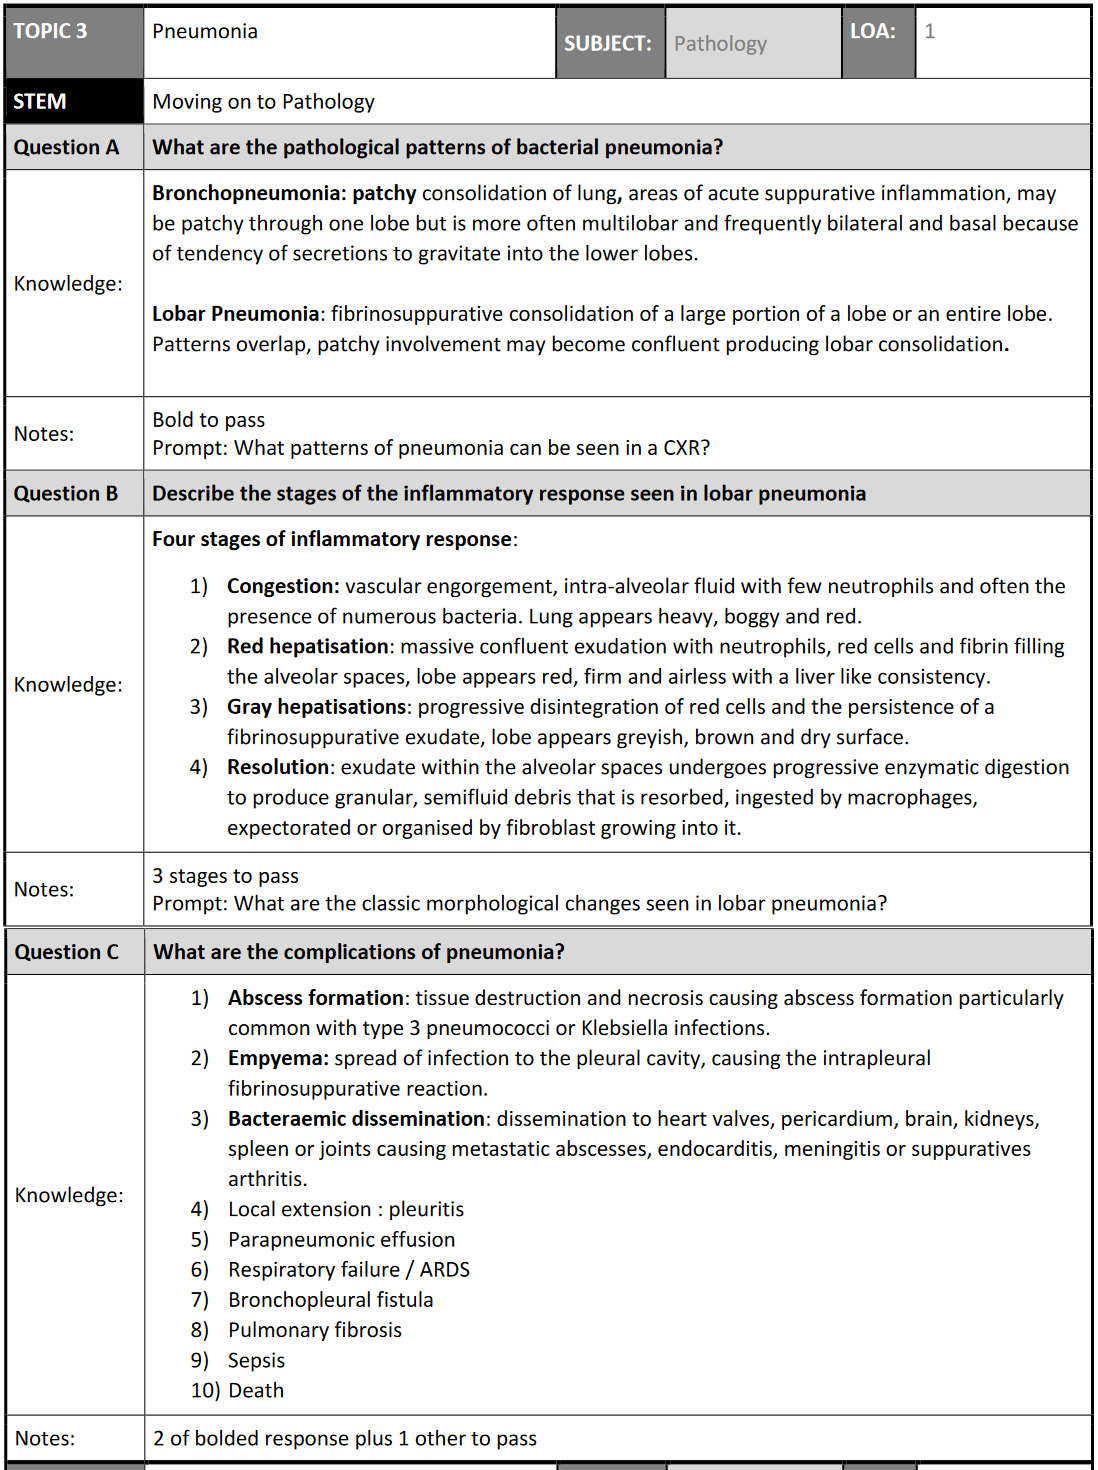 TOPIC 3 Pneumonia SUBJECT: Pathology LOA: 1
STEM Moving on to Pathology
Question A What are the pathological patterns of bacterial pneumonia?
Knowledge:
Bronchopneumonia: patchy consolidation of lung, areas of acute suppurative inflammation, may
be patchy through one lobe but is more often multilobar and frequently bilateral and basal because
of tendency of secretions to gravitate into the lower lobes.
Lobar Pneumonia: fibrinosuppurative consolidation of a large portion of a lobe or an entire lobe.
Patterns overlap, patchy involvement may become confluent producing lobar consolidation.
Notes:
Bold to pass
Prompt: What patterns of pneumonia can be seen in a CXR?
Question B Describe the stages of the inflammatory response seen in lobar pneumonia
Knowledge:
Four stages of inflammatory response:
1) Congestion: vascular engorgement, intra-alveolar fluid with few neutrophils and often the
presence of numerous bacteria. Lung appears heavy, boggy and red.
2) Red hepatisation: massive confluent exudation with neutrophils, red cells and fibrin filling
the alveolar spaces, lobe appears red, firm and airless with a liver like consistency.
3) Gray hepatisations: progressive disintegration of red cells and the persistence of a
fibrinosuppurative exudate, lobe appears greyish, brown and dry surface.
4) Resolution: exudate within the alveolar spaces undergoes progressive enzymatic digestion
to produce granular, semifluid debris that is resorbed, ingested by macrophages,
expectorated or organised by fibroblast growing into it.
Notes:
3 stages to pass
Prompt: What are the classic morphological changes seen in lobar pneumonia?
Question C What are the complications of pneumonia?
Knowledge:
1) Abscess formation: tissue destruction and necrosis causing abscess formation particularly
common with type 3 pneumococci or Klebsiella infections.
2) Empyema: spread of infection to the pleural cavity, causing the intrapleural
fibrinosuppurative reaction.
3) Bacteraemic dissemination: dissemination to heart valves, pericardium, brain, kidneys,
spleen or joints causing metastatic abscesses, endocarditis, meningitis or suppuratives
arthritis.
4) Local extension : pleuritis
5) Parapneumonic effusion
6) Respiratory failure / ARDS
7) Bronchopleural fistula
8) Pulmonary fibrosis
9) Sepsis
10) Death
Notes: 2 of bolded response plus 1 other to pass